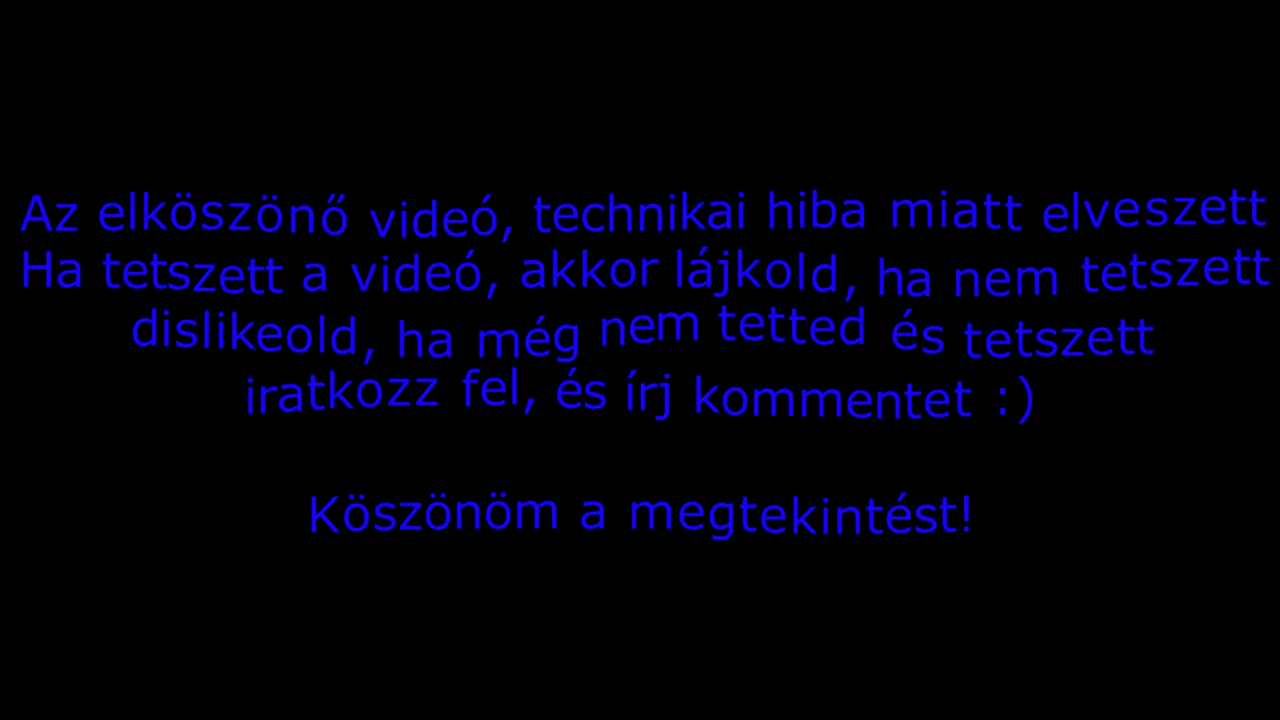 Az elköszönő videó, technikai hiba miatt elveszett
Ha tetszett a videó, akkor lájkold, ha nem tetszett
dislikeold, ha még nem tetted és tetszett
iratkozz fel, és írj kommentet :)
Köszönöm a megtekintést!